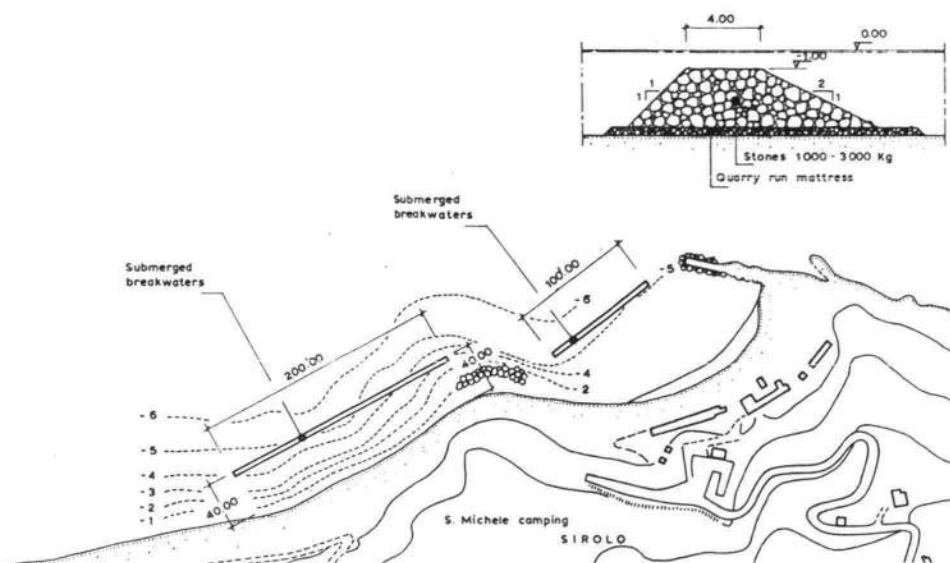 4.00
0.00
-1.00
1
1
2
1
Stones 1000 - 3000 Kg
Quarry run mattress
Submerged
breakwaters
Submerged
breakwaters
100.00
-5
-6
200.00
40.00
-4
-2
-6
-5
-4
-3
-2
-1
40.00
S. Michele camping
SIROLO